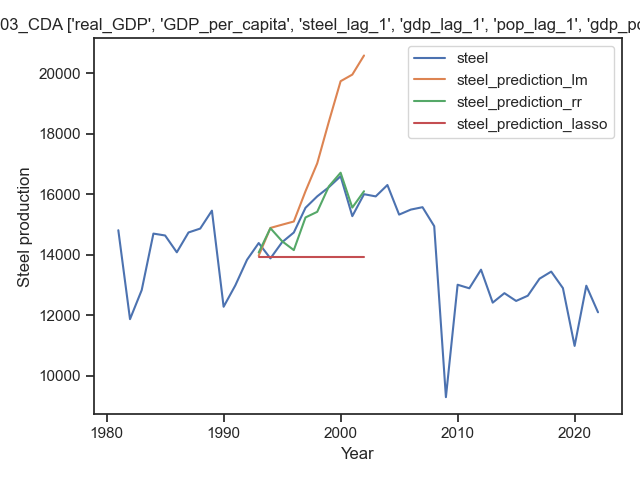 03_CDA ['real_GDP', 'GDP_per_capita', 'steel_lag_1', 'gdp_lag_1', 'pop_lag_1', 'gdp_po
steel
steel_prediction_lm
steel_prediction_rr
steel_prediction_lasso
20000
18000
16000
14000
12000
10000
Steel production
1980
1990
2000
2010
2020
Year